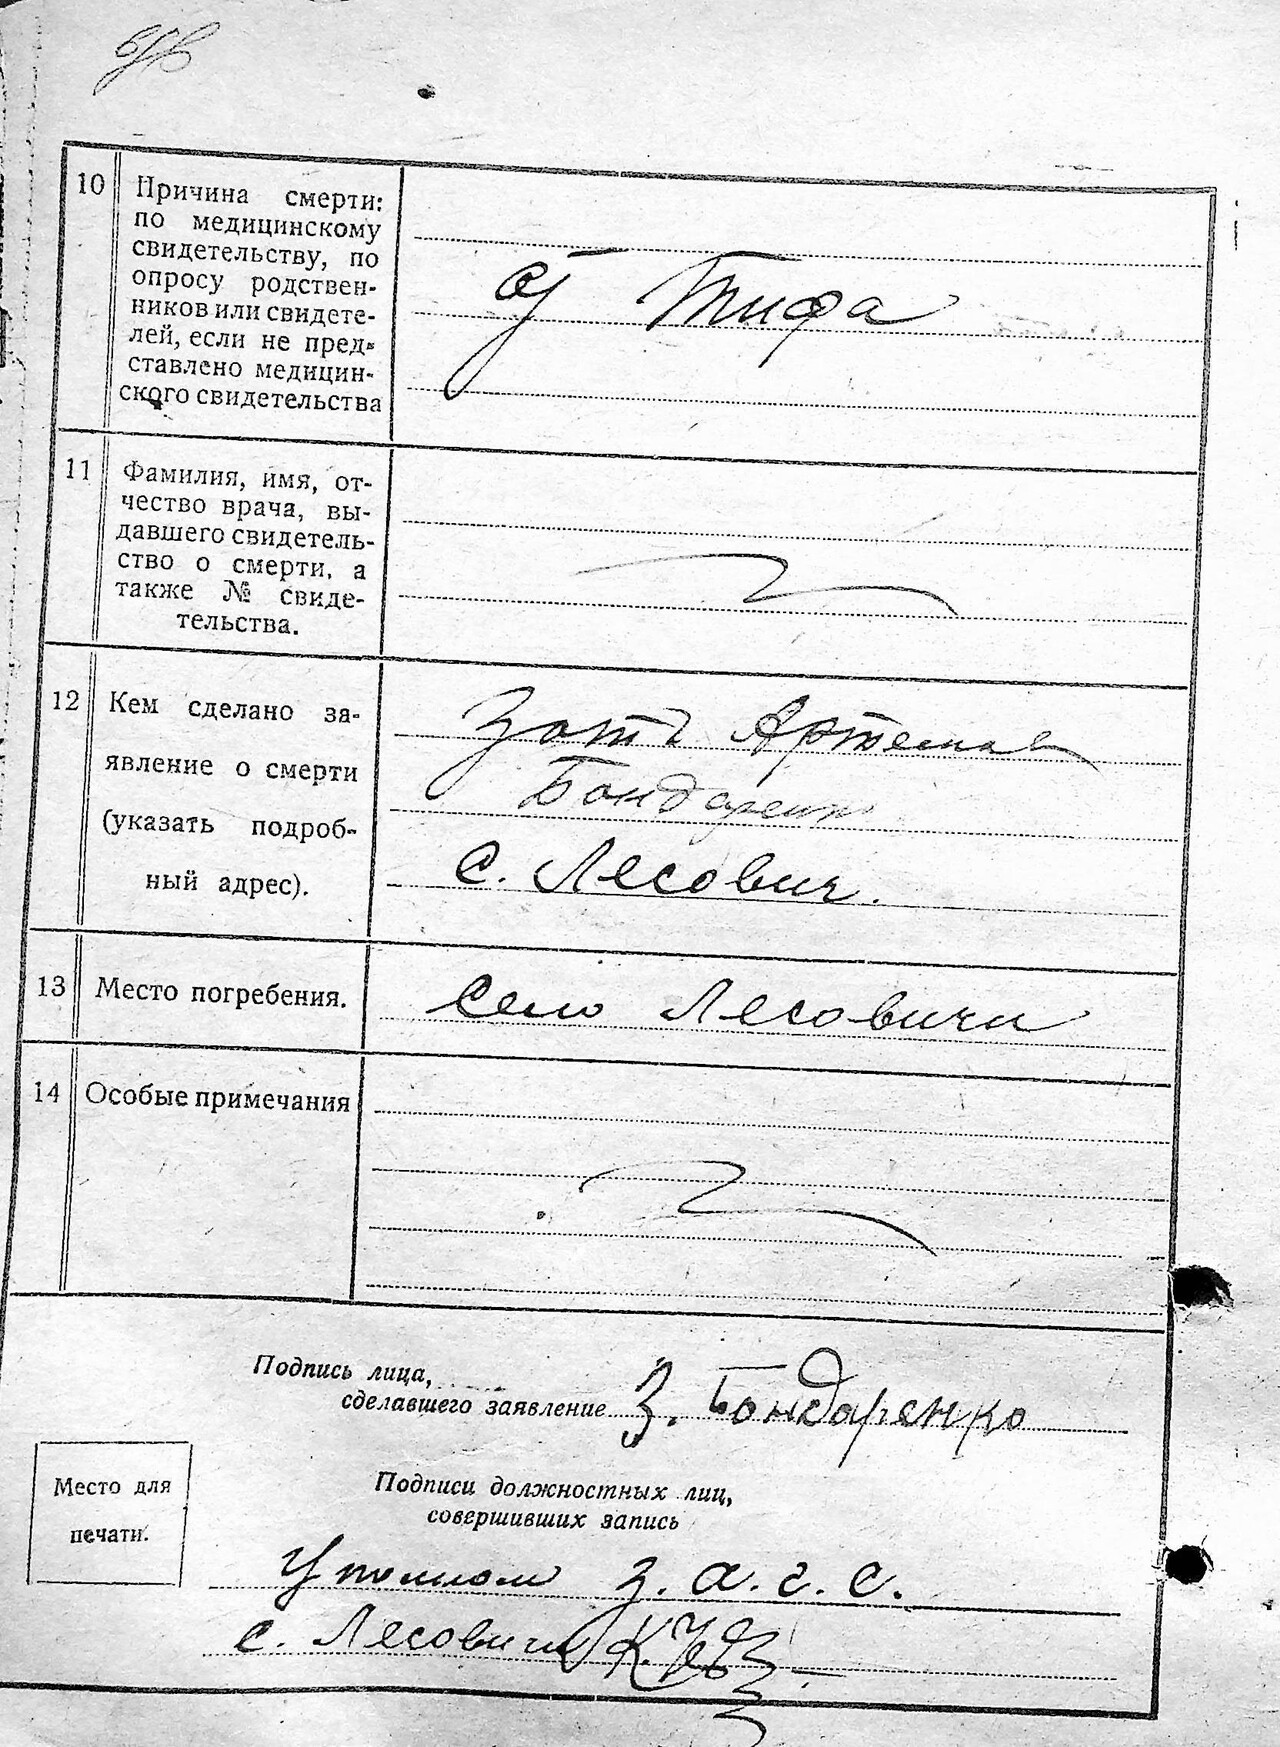 10 Причина смерти:
по медицинскому
свидетельству, по
опросу родствен-
ников или свидете-
лей, если не пред-
ставлено медицин-
ского свидетельства
от Тифа
11 Фамилия, имя, от-
чество врача, вы-
давшего свидетель-
ство о смерти, а
также № свиде-
тельства.
12 Кем сделано за-
явление о смерти
(указать подроб-
ный адрес).
Бондаренко
с. Лесович.
13 Место погребения.
Село Лесовичи
14 Особые примечания
Подпись лица,
сделавшего заявление З. Бондаренко
Место для
печати.
Подписи должностных лиц,
совершивших запись
з. а. г. с.
с. Лесовичи